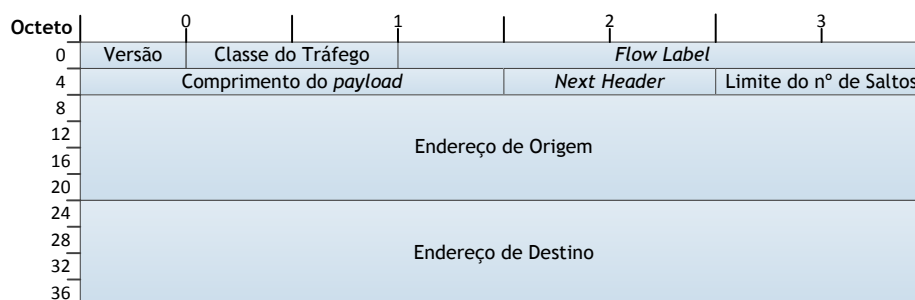 Octeto 0 1 2 3
0 Versão Classe do Tráfego Flow Label
4 Comprimento do payload Next Header Limite do nº de Saltos
8
12
Endereço de Origem
16
20
24
28
Endereço de Destino
32
36